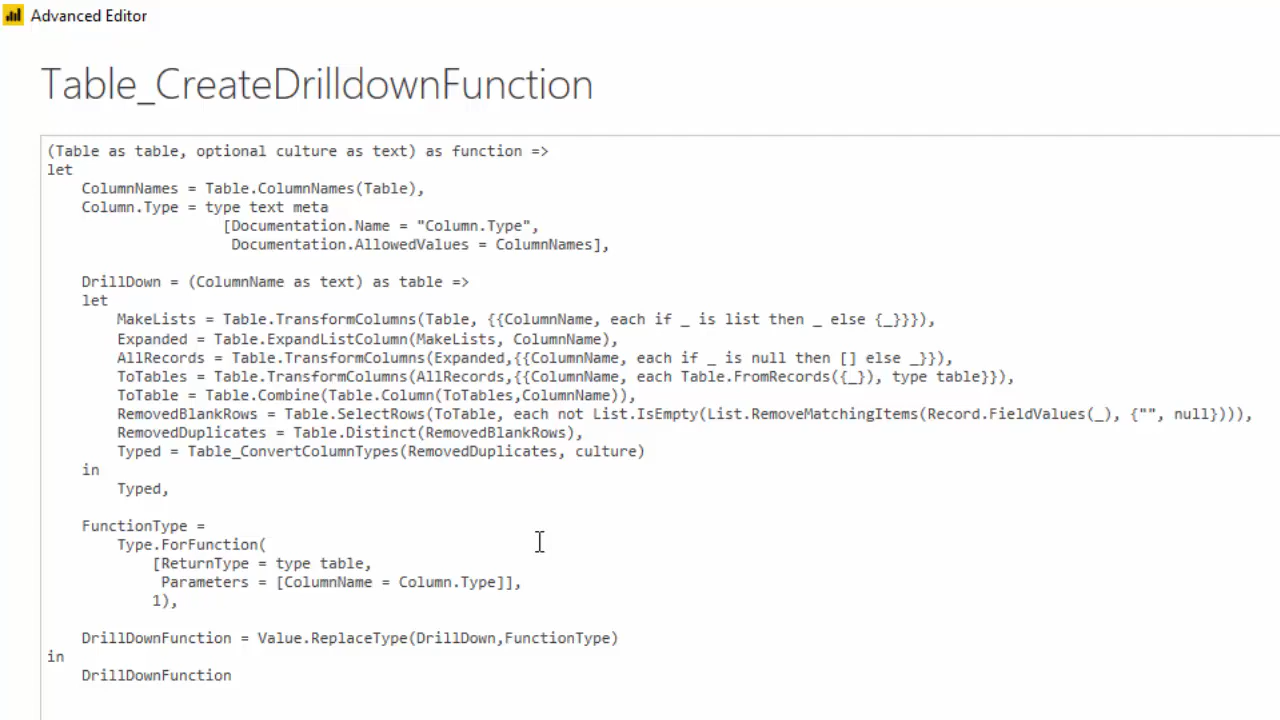 Advanced Editor
Table_CreateDrilldownFunction
(Table as table, optional culture as text) as function =>
let
    ColumnNames = Table.ColumnNames(Table),
    Column.Type = type text meta
                    [Documentation.Name = "Column.Type",
                     Documentation.AllowedValues = ColumnNames],
    DrillDown = (ColumnName as text) as table =>
    let
        MakeLists = Table.TransformColumns(Table, {{ColumnName, each if _ is list then _ else {_}}}),
        Expanded = Table.ExpandListColumn(MakeLists, ColumnName),
        AllRecords = Table.TransformColumns(Expanded,{{ColumnName, each if _ is null then [] else _}}),
        ToTables = Table.TransformColumns(AllRecords,{{ColumnName, each Table.FromRecords({_}), type table}}),
        ToTable = Table.Combine(Table.Column(ToTables,ColumnName)),
        RemovedBlankRows = Table.SelectRows(ToTable, each not List.IsEmpty(List.RemoveMatchingItems(Record.FieldValues(_), {"", null}))),
        RemovedDuplicates = Table.Distinct(RemovedBlankRows),
        Typed = Table_ConvertColumnTypes(RemovedDuplicates, culture)
    in
        Typed,
    FunctionType =
        Type.ForFunction(
            [ReturnType = type table,
             Parameters = [ColumnName = Column.Type]],
            1),
    DrillDownFunction = Value.ReplaceType(DrillDown,FunctionType)
in
    DrillDownFunction